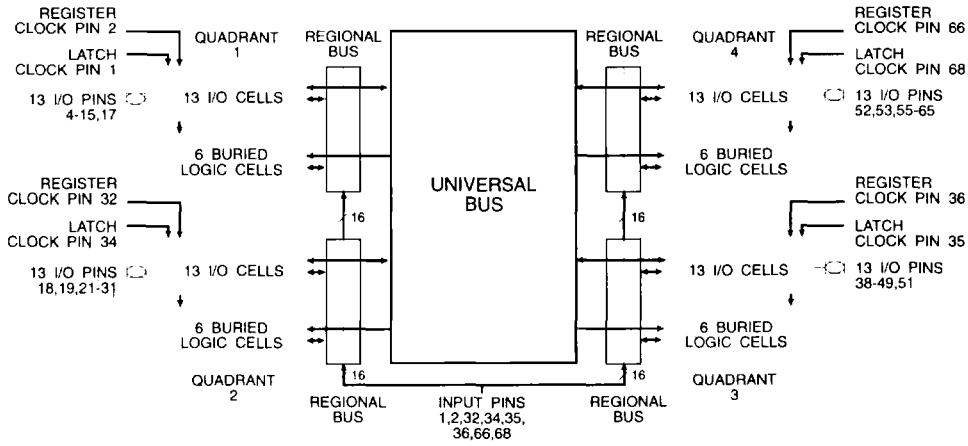 REGISTER
CLOCK PIN 2
LATCH
CLOCK PIN 1
13 I/O PINS
4-15,17
QUADRANT
1
REGIONAL
BUS
13 I/O CELLS
6 BURIED
LOGIC CELLS
16
REGISTER
CLOCK PIN 32
LATCH
CLOCK PIN 34
13 I/O PINS
18,19,21-31
13 I/O CELLS
6 BURIED
LOGIC CELLS
QUADRANT
2
16
REGIONAL
BUS
UNIVERSAL
BUS
INPUT PINS
1,2,32,34,35,
36,66,68
REGIONAL
BUS
QUADRANT
4
REGISTER
CLOCK PIN 66
LATCH
CLOCK PIN 68
13 I/O CELLS
13 I/O PINS
52,53,55-65
6 BURIED
LOGIC CELLS
16
REGISTER
CLOCK PIN 36
LATCH
CLOCK PIN 35
13 I/O CELLS
13 I/O PINS
38-49,51
6 BURIED
LOGIC CELLS
16
QUADRANT
3
REGIONAL
BUS